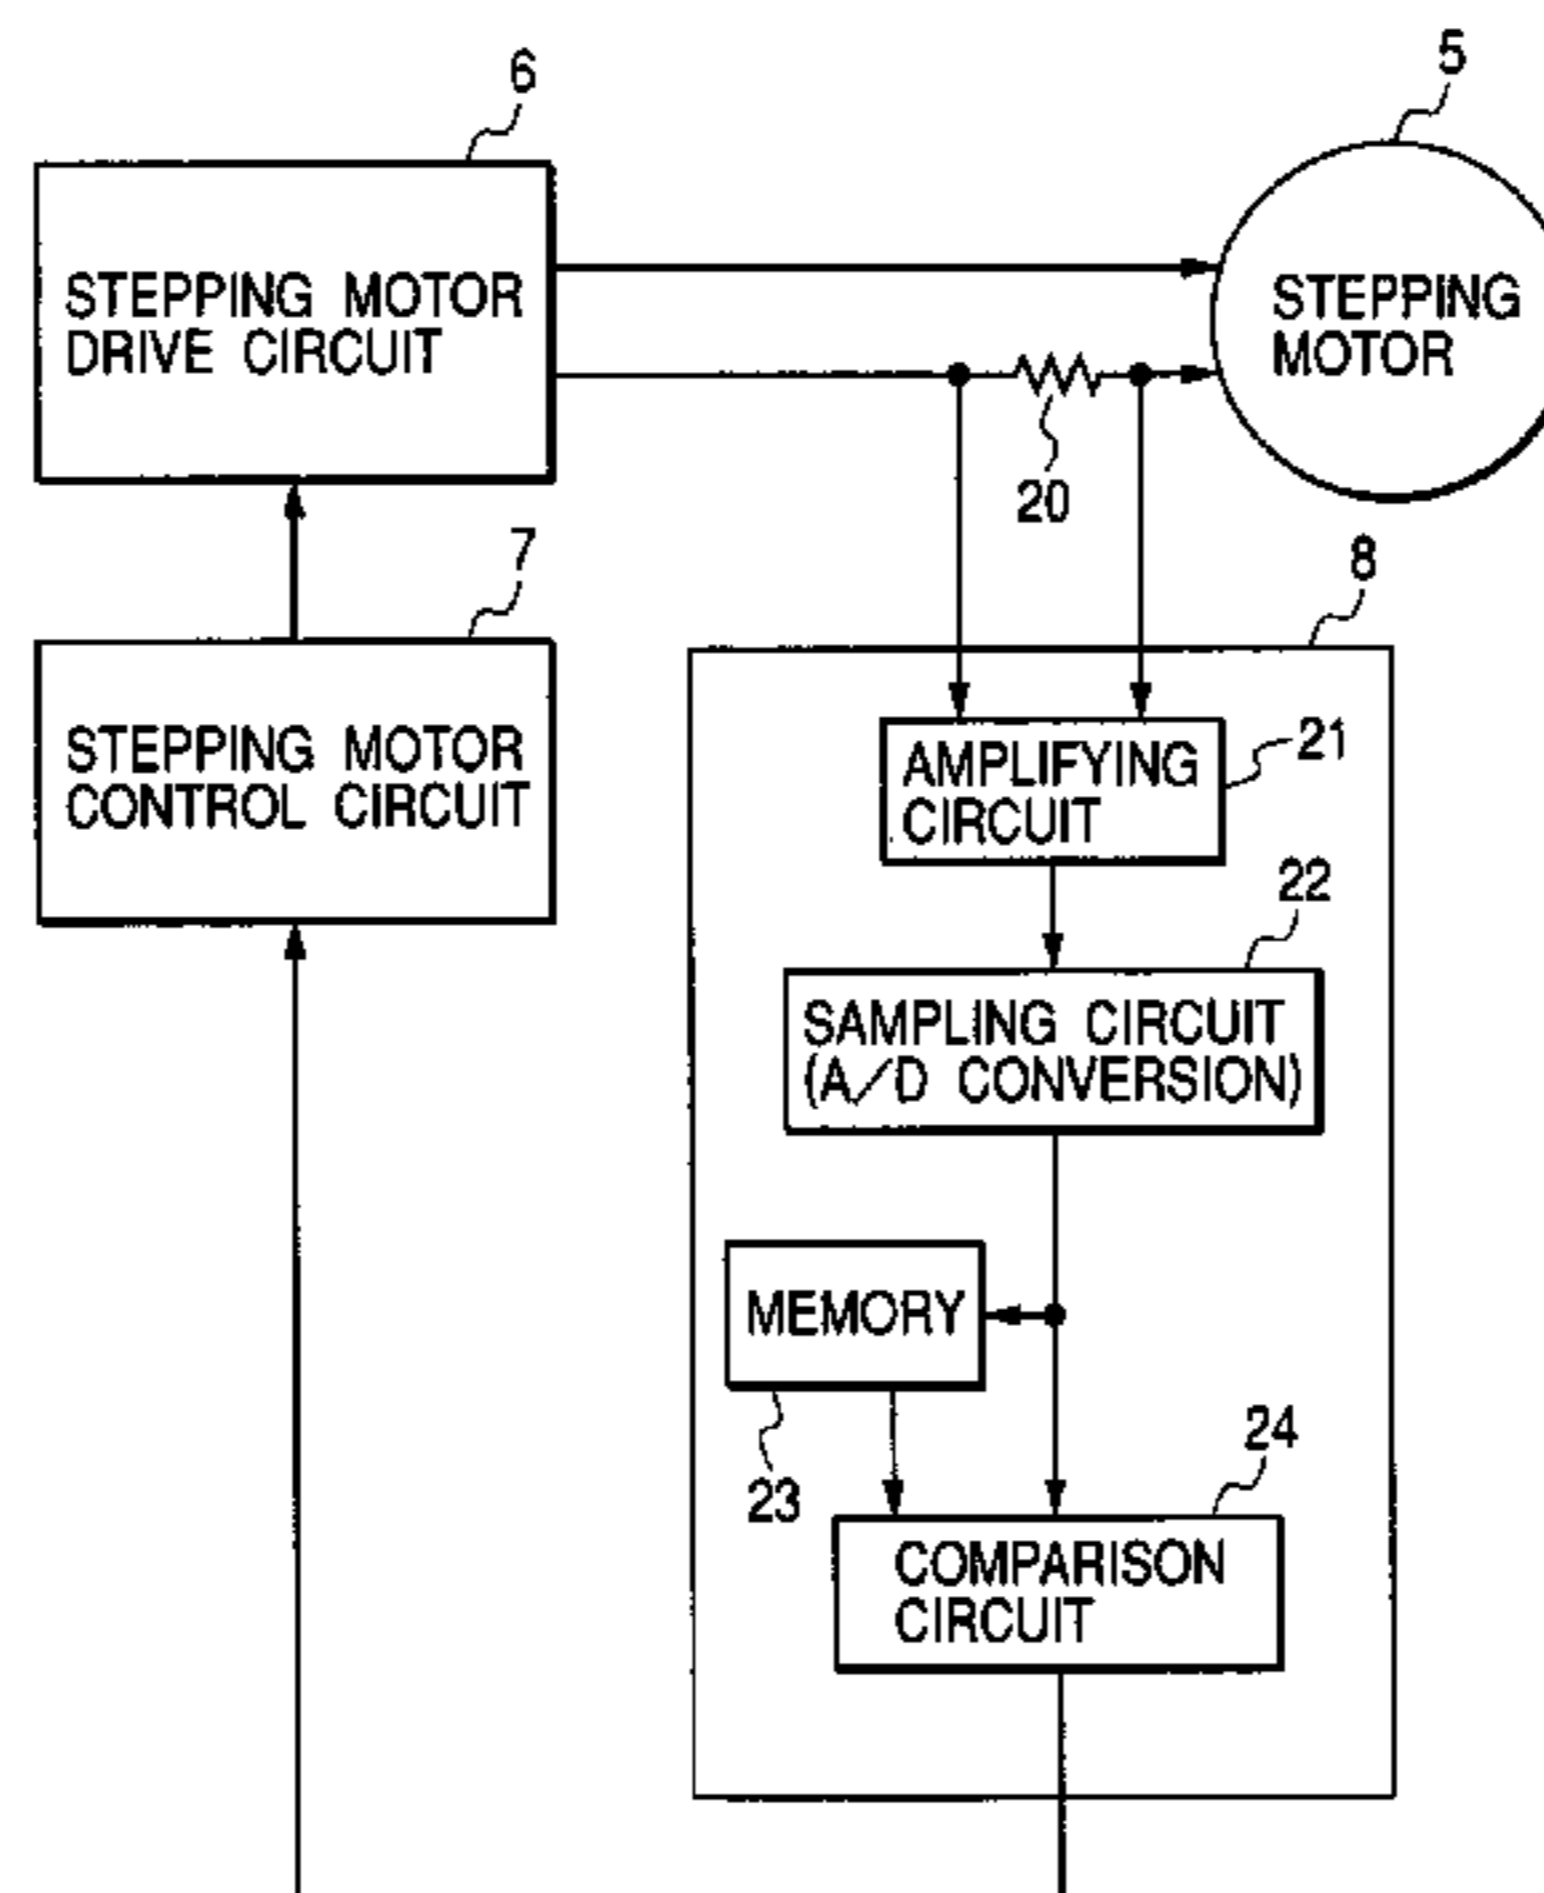 6
5
STEPPING MOTOR
DRIVE CIRCUIT
STEPPING
MOTOR
20
7
8
STEPPING MOTOR
CONTROL CIRCUIT
AMPLIFYING
CIRCUIT
21
22
SAMPLING CIRCUIT
(A/D CONVERSION)
MEMORY
23
24
COMPARISON
CIRCUIT